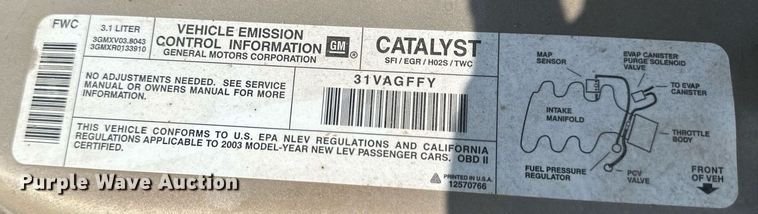 FWC
3.1 LITER
3GMXV03.8043
3GMXR0133910
VEHICLE EMISSION
CONTROL INFORMATION GM
GENERAL MOTORS CORPORATION
CATALYST
SFI / EGR / H02S / TWC
NO ADJUSTMENTS NEEDED. SEE SERVICE
MANUAL OR OWNERS MANUAL FOR MORE
INFORMATION.
31VAGFFY
THIS VEHICLE CONFORMS TO U.S. EPA NLEV REGULATIONS AND CALIFORNIA
REGULATIONS APPLICABLE TO 2003 MODEL-YEAR NEW LEV PASSENGER CARS. OBD II
CERTIFIED.
PRINTED IN U.S.A.
12570766
MAP
SENSOR
EVAP CANISTER
PURGE SOLENOID
VALVE
TO EVAP
CANISTER
INTAKE
MANIFOLD
THROTTLE
BODY
FUEL PRESSURE
REGULATOR
PCV
VALVE
FRONT
OF VEH
Purple Wave Auction